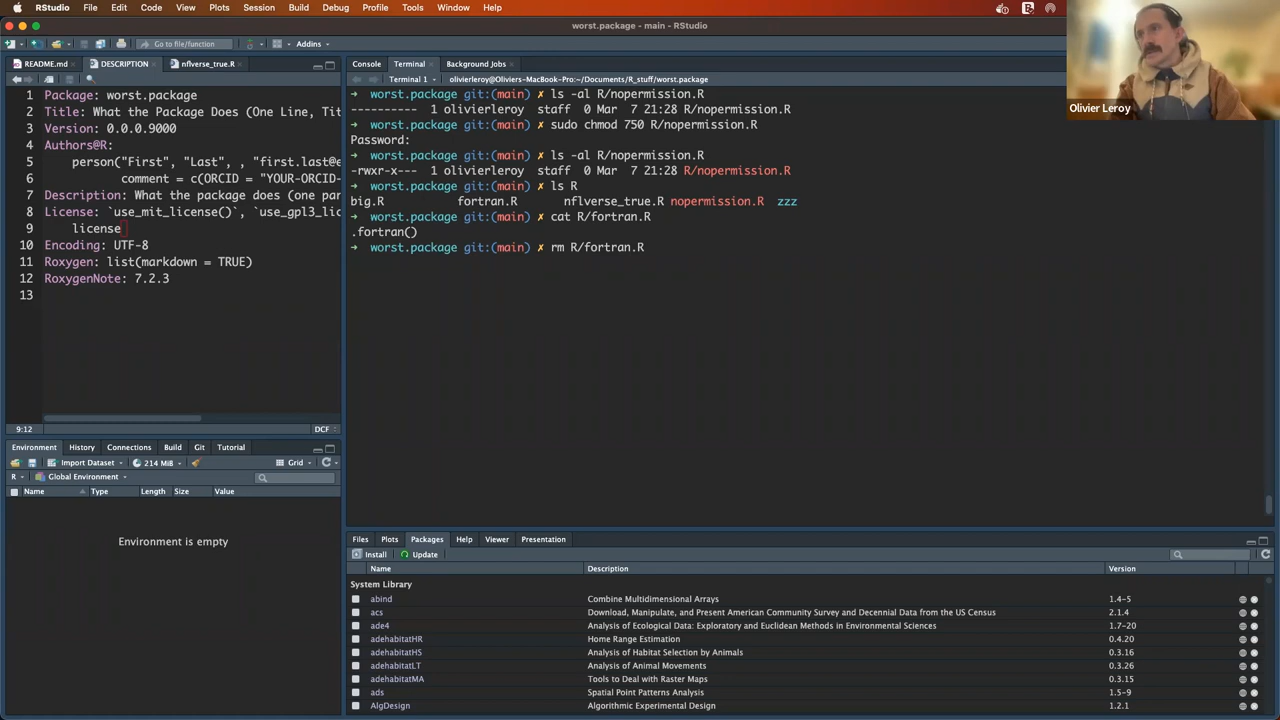 RStudio File Edit Code View Plots Session Build Debug Profile Tools Window Help
worst.package - main - RStudio
Go to file/function Addins
README.md DESCRIPTION nflverse_true.R
1 Package: worst.package
2 Title: What the Package Does (One Line, Tit
3 Version: 0.0.0.9000
4 Authors@R:
5 person("First", "Last", , "first.last@e
6 comment = c(ORCID = "YOUR-ORCID-
7 Description: What the package does (one par
8 License: `use_mit_license()`, `use_gpl3_lic
9 license
10 Encoding: UTF-8
11 Roxygen: list(markdown = TRUE)
12 RoxygenNote: 7.2.3
13
9:12 DCF
Environment History Connections Build Git Tutorial
Import Dataset 214 MiB Grid
R Global Environment
Name Type Length Size Value
Environment is empty
Console Terminal Background Jobs
Terminal 1 olivierleroy@Oliviers-MacBook-Pro:~/Documents/R_stuff/worst.package
➜ worst.package git:(main) ✗ ls -al R/nopermission.R
---------- 1 olivierleroy staff 0 Mar 7 21:28 R/nopermission.R
➜ worst.package git:(main) ✗ sudo chmod 750 R/nopermission.R
Password:
➜ worst.package git:(main) ✗ ls -al R/nopermission.R
-rwxr-x--- 1 olivierleroy staff 0 Mar 7 21:28 R/nopermission.R
➜ worst.package git:(main) ✗ ls R
big.R fortran.R nflverse_true.R nopermission.R zzz
➜ worst.package git:(main) ✗ cat R/fortran.R
.fortran()
➜ worst.package git:(main) ✗ rm R/fortran.R
Files Plots Packages Help Viewer Presentation
Install Update
Name Description Version
System Library
abind Combine Multidimensional Arrays 1.4-5
acs Download, Manipulate, and Present American Community Survey and Decennial Data from the US Census 2.1.4
ade4 Analysis of Ecological Data: Exploratory and Euclidean Methods in Environmental Sciences 1.7-20
adehabitatHR Home Range Estimation 0.4.20
adehabitatHS Analysis of Habitat Selection by Animals 0.3.16
adehabitatLT Analysis of Animal Movements 0.3.26
adehabitatMA Tools to Deal with Raster Maps 0.3.15
ads Spatial Point Patterns Analysis 1.5-9
AlgDesign Algorithmic Experimental Design 1.2.1
Olivier Leroy